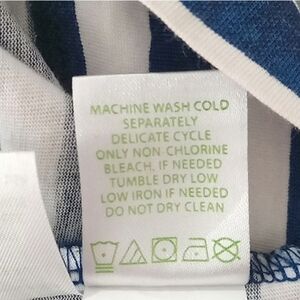 MACHINE WASH COLD
SEPARATELY
DELICATE CYCLE
ONLY NON-CHLORINE
BLEACH, IF NEEDED
TUMBLE DRY LOW
LOW IRON IF NEEDED
DO NOT DRY CLEAN